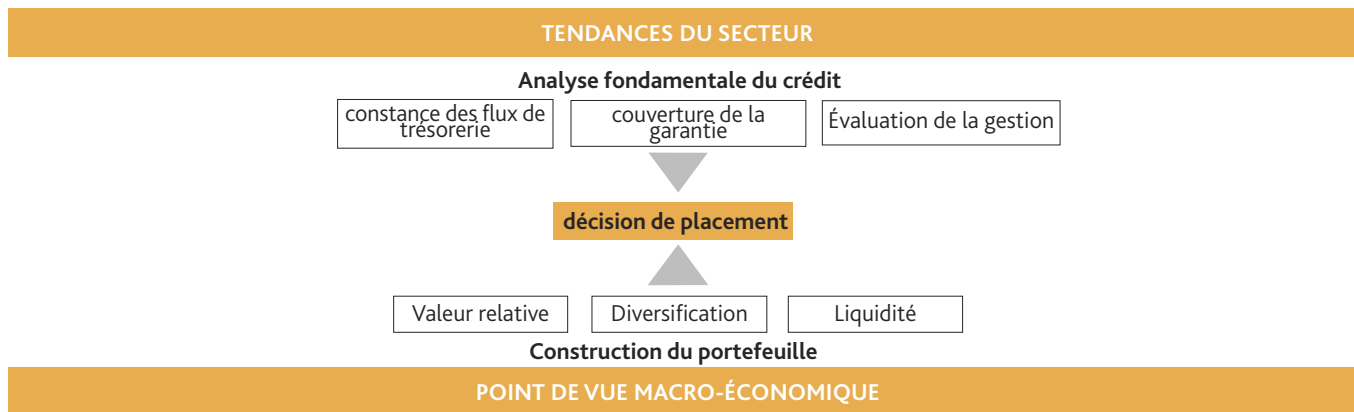 TENDANCES DU SECTEUR
Analyse fondamentale du crédit
constance des flux de
trésorerie
couverture de la
garantie
Évaluation de la gestion
décision de placement
Valeur relative
Diversification
Liquidité
Construction du portefeuille
POINT DE VUE MACRO-ÉCONOMIQUE